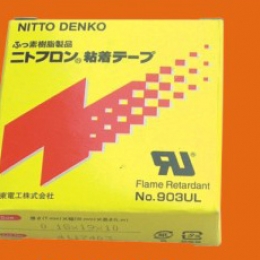 NITTO DENKO
ふっ素樹脂製品
ニトフロン® 粘着テープ
Flame Retardant
No.903UL
東電工株式会社